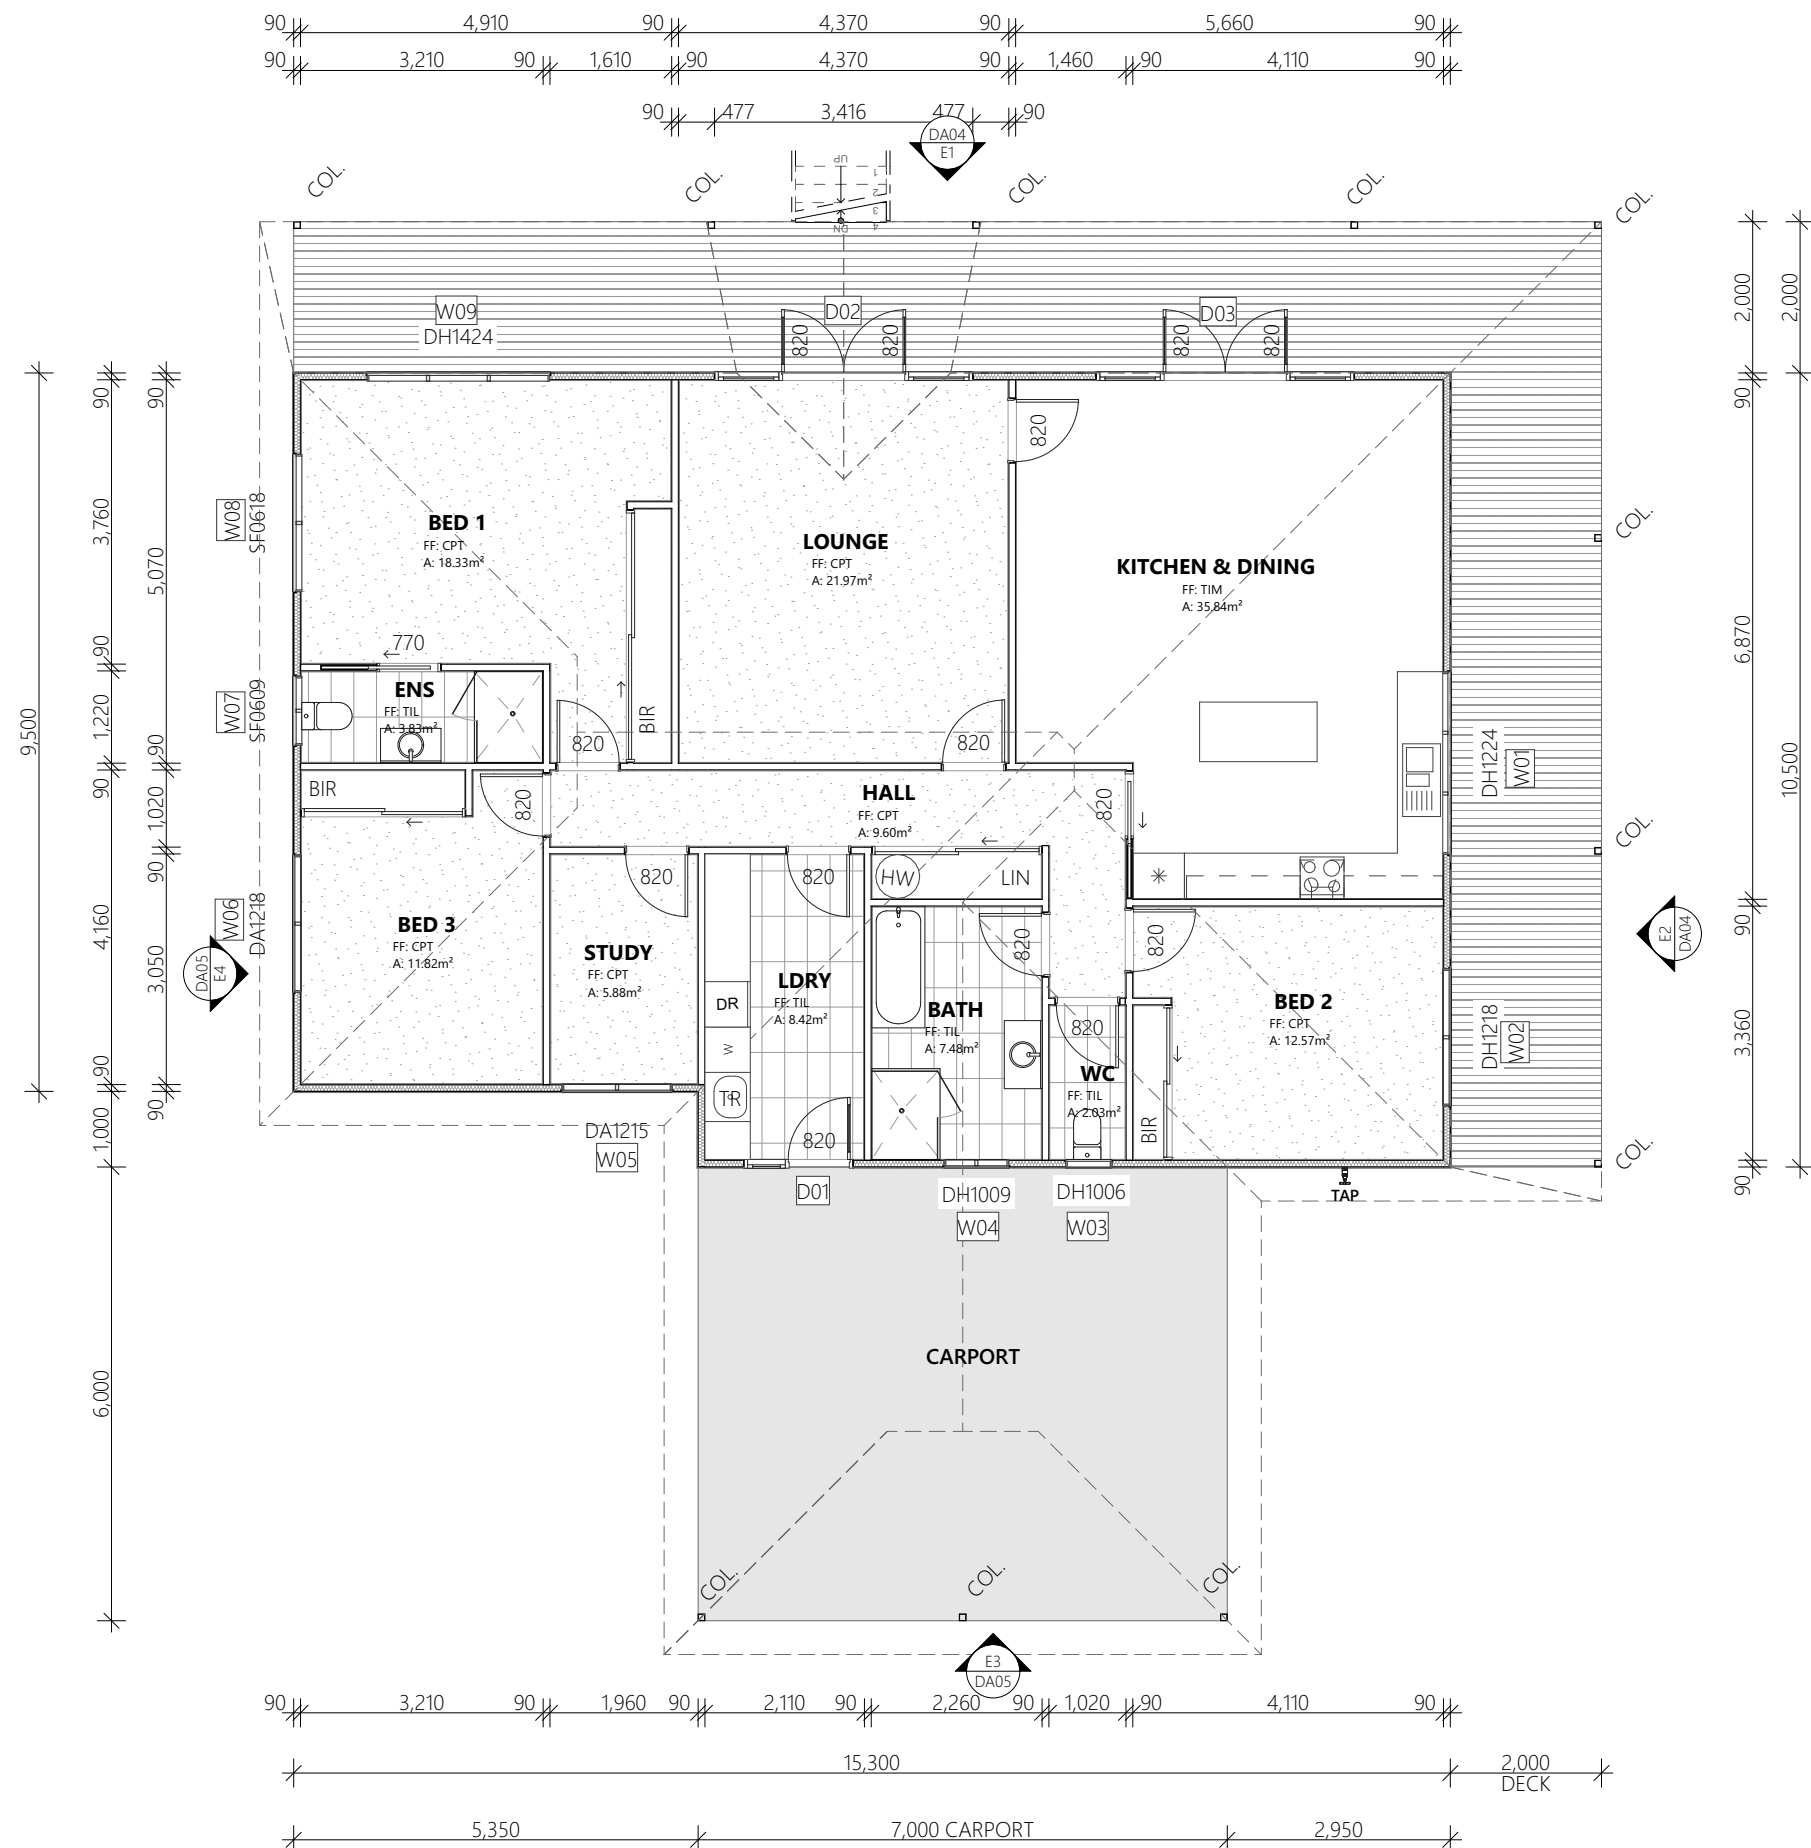 90 4,910 90 4,370 90 5,660 90
90 3,210 90 1,610 90 4,370 90 1,460 90 4,110 90
90 477 3,416 477 90
DA04
E1
COL.
COL.
COL.
COL.
COL.
UP
1
2
3
4
DN
W09
DH1424
D02
D03
820
820
820
820
2,000
2,000
90
90
90
820
W08
SF0618
3,760
5,070
BED 1
FF: CPT
A: 18.33m²
LOUNGE
FF: CPT
A: 21.97m²
KITCHEN & DINING
FF: TIM
A: 35.84m²
COL.
90
770
6,870
9,500
W07
SF0609
1,220
ENS
FF: TIL
A: 3.83m²
BIR
820
820
90
DH1224
W01
10,500
90
BIR
820
HALL
FF: CPT
A: 9.60m²
820
1,020
COL.
90
820
820
HW
LIN
W06
DA1218
DA05
E4
4,160
3,050
BED 3
FF: CPT
A: 11.82m²
STUDY
FF: CPT
A: 5.88m²
LDRY
FF: TIL
A: 8.42m²
820
820
90
E2
DA04
DR
BATH
FF: TIL
A: 7.48m²
BED 2
FF: CPT
A: 12.57m²
W
820
DH1218
W02
3,360
90
WC
FF: TIL
A: 2.03m²
TR
90
1,000
DA1215
W05
820
BIR
COL.
90
D01
DH1009
W04
DH1006
W03
TAP
CARPORT
6,000
COL.
COL.
COL.
E3
DA05
90 3,210 90 1,960 90 2,110 90 2,260 90 1,020 90 4,110 90
15,300 2,000
DECK
5,350 7,000 CARPORT 2,950